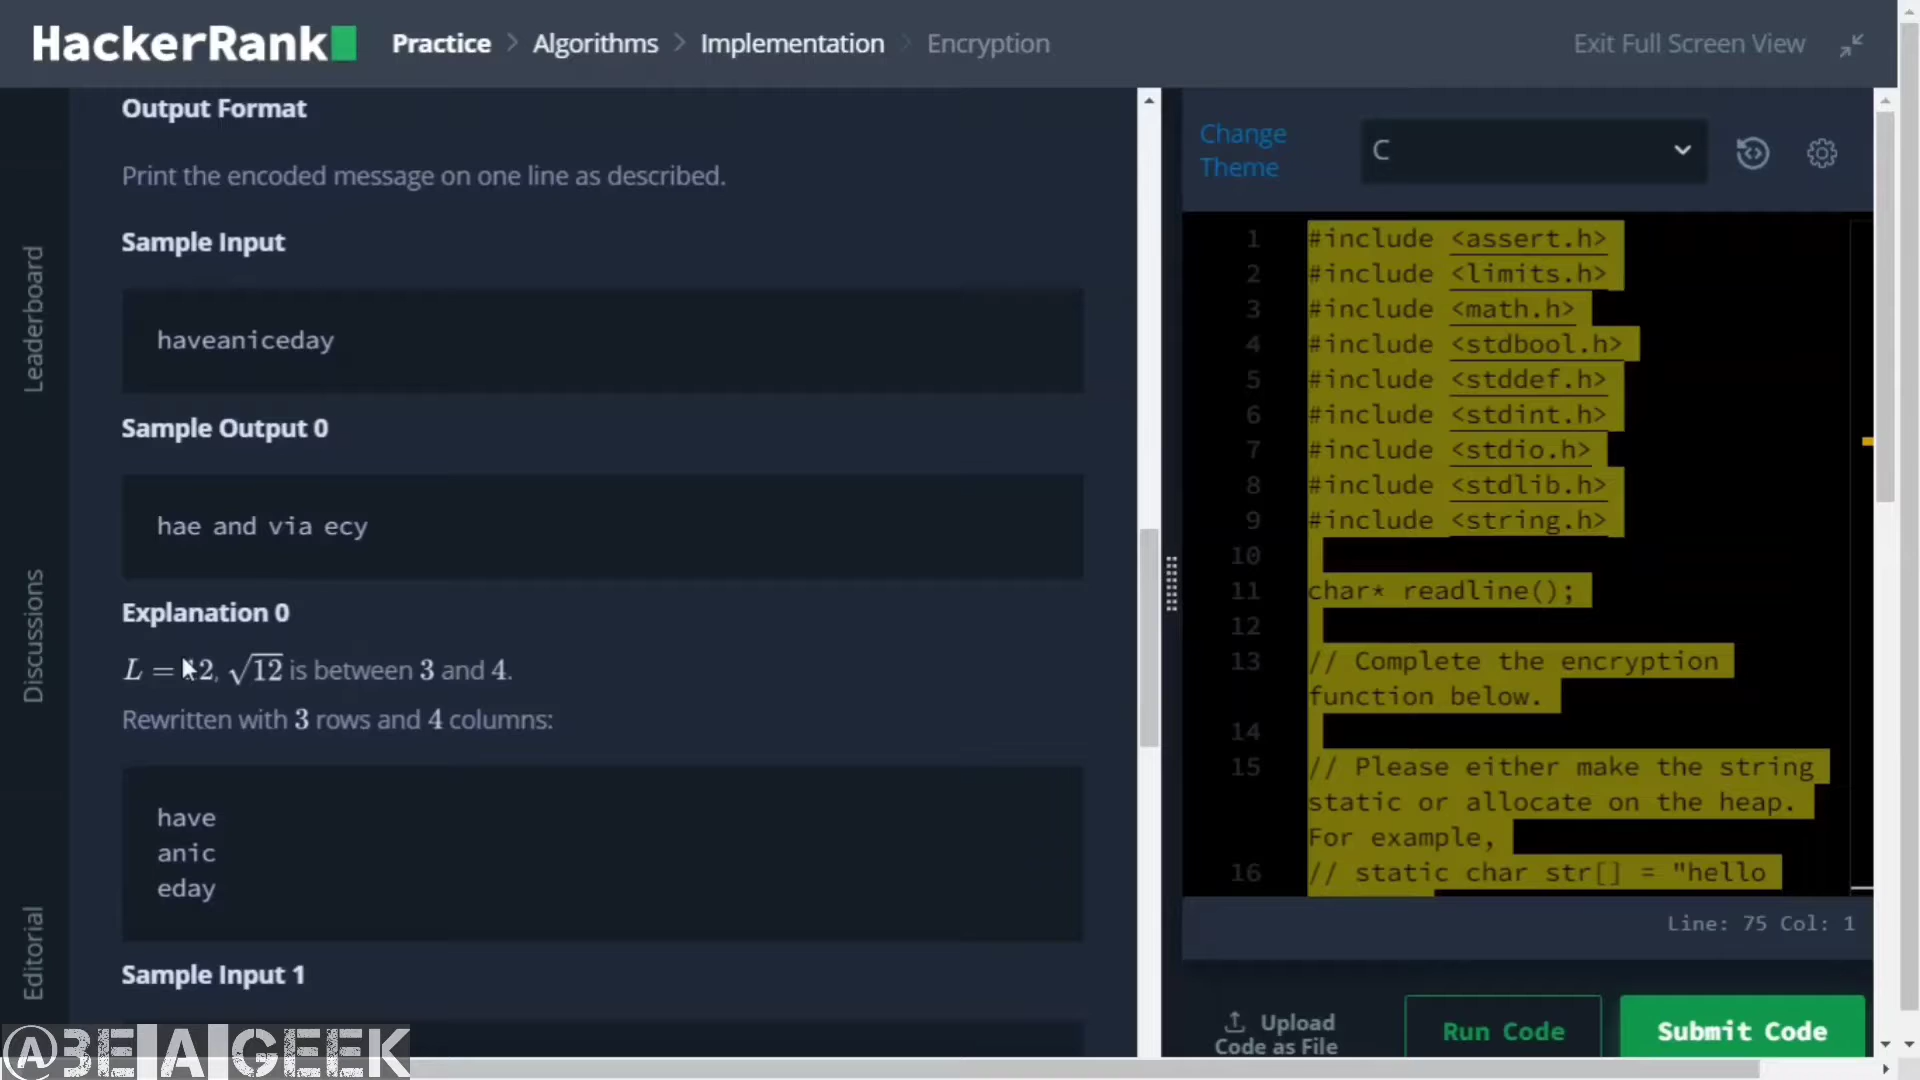 HackerRank
Practice > Algorithms > Implementation > Encryption
Exit Full Screen View
Leaderboard
Discussions
Editorial
Output Format
Print the encoded message on one line as described.
Sample Input
haveaniceday
Sample Output 0
hae and via ecy
Explanation 0
L = 12, √12 is between 3 and 4.
Rewritten with 3 rows and 4 columns:
have
anic
eday
Sample Input 1
Change
Theme
C
1 #include <assert.h>
2 #include <limits.h>
3 #include <math.h>
4 #include <stdbool.h>
5 #include <stddef.h>
6 #include <stdint.h>
7 #include <stdio.h>
8 #include <stdlib.h>
9 #include <string.h>
10
11 char* readline();
12
13 // Complete the encryption
function below.
14
15 // Please either make the string
static or allocate on the heap.
For example,
16 // static char str[] = "hello
Line: 75 Col: 1
Upload
Code as File
Run Code
Submit Code
@BE A GEEK